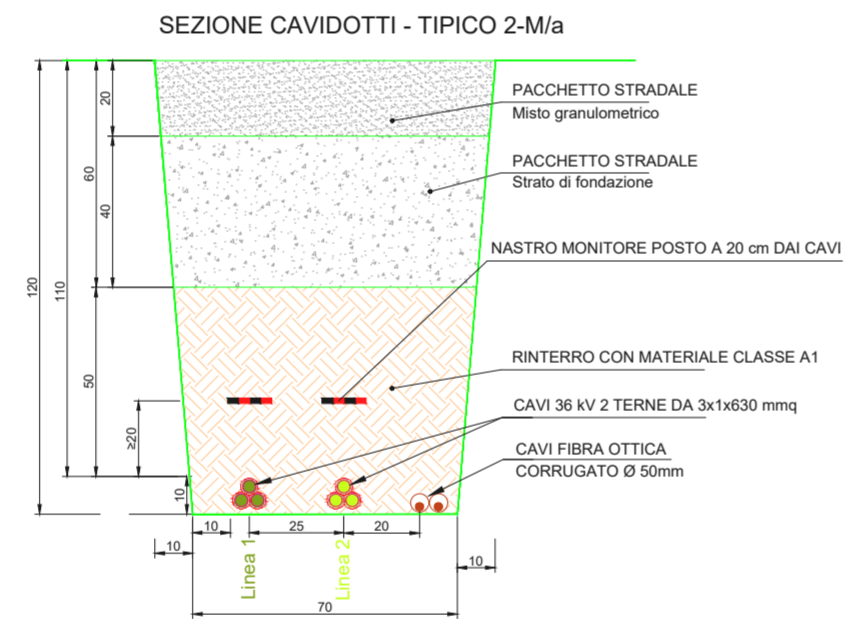 SEZIONE CAVIDOTTI - TIPICO 2-M/a
PACCHETTO STRADALE
Misto granulometrico
PACCHETTO STRADALE
Strato di fondazione
NASTRO MONITORE POSTO A 20 cm DAI CAVI
RINTERRO CON MATERIALE CLASSE A1
CAVI 36 kV 2 TERNE DA 3x1x630 mmq
CAVI FIBRA OTTICA
CORRUGATO Ø 50mm
120
110
60
50
20
40
≥20
10
10
25
20
10
10
Linea 1
Linea 2
70